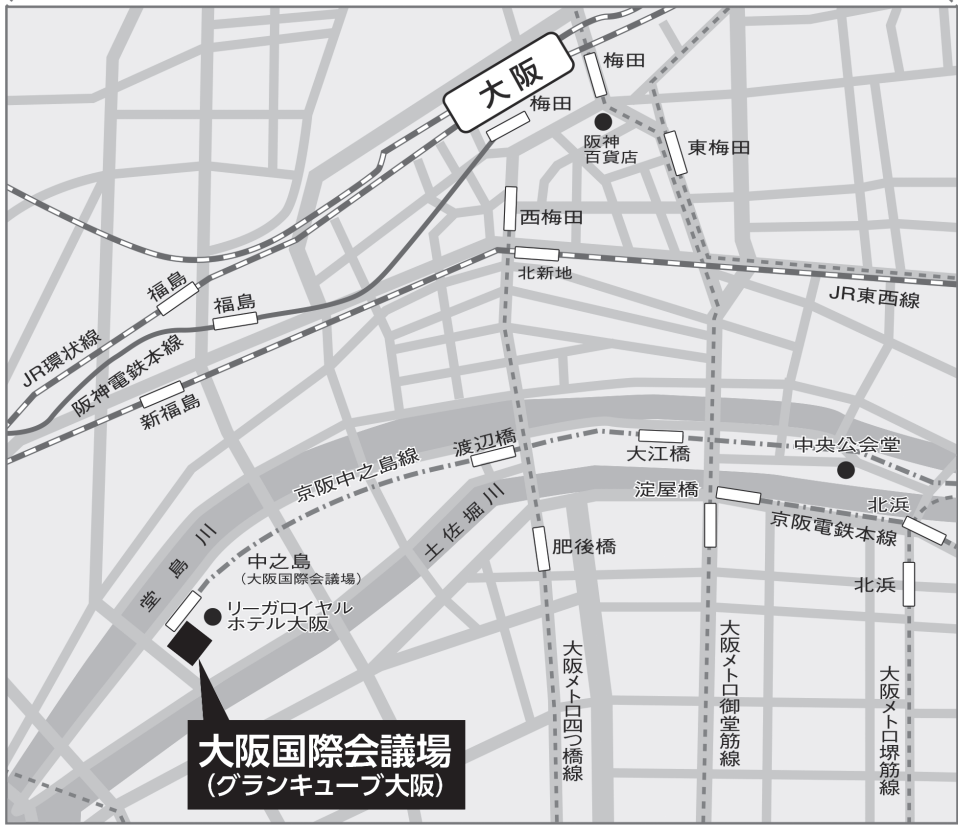 大阪
梅田
梅田
阪神
百貨店
東梅田
西梅田
北新地
JR東西線
福島
福島
JR環状線
阪神電鉄本線
新福島
渡辺橋
大江橋
中央公会堂
京阪中之島線
淀屋橋
北浜
京阪電鉄本線
土佐堀川
堂島川
肥後橋
北浜
中之島
(大阪国際会議場)
リーガロイヤル
ホテル大阪
大阪メトロ四つ橋線
大阪メトロ御堂筋線
大阪メトロ堺筋線
大阪国際会議場
(グランキューブ大阪)